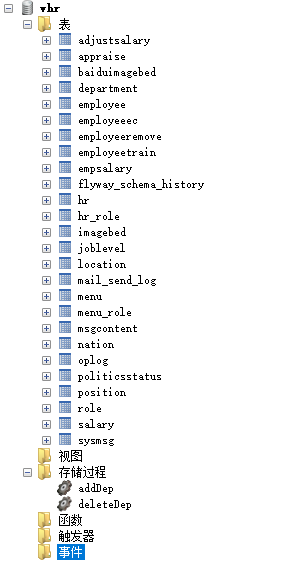 vhr
表
adjustsalary
appraise
baiduimagebed
department
employee
employeeec
employeeremove
employeetrain
empsalary
flyway_schema_history
hr
hr_role
imagebed
joblevel
location
mail_send_log
menu
menu_role
msgcontent
nation
oplog
politicsstatus
position
role
salary
sysmsg
视图
存储过程
addDep
deleteDep
函数
触发器
事件